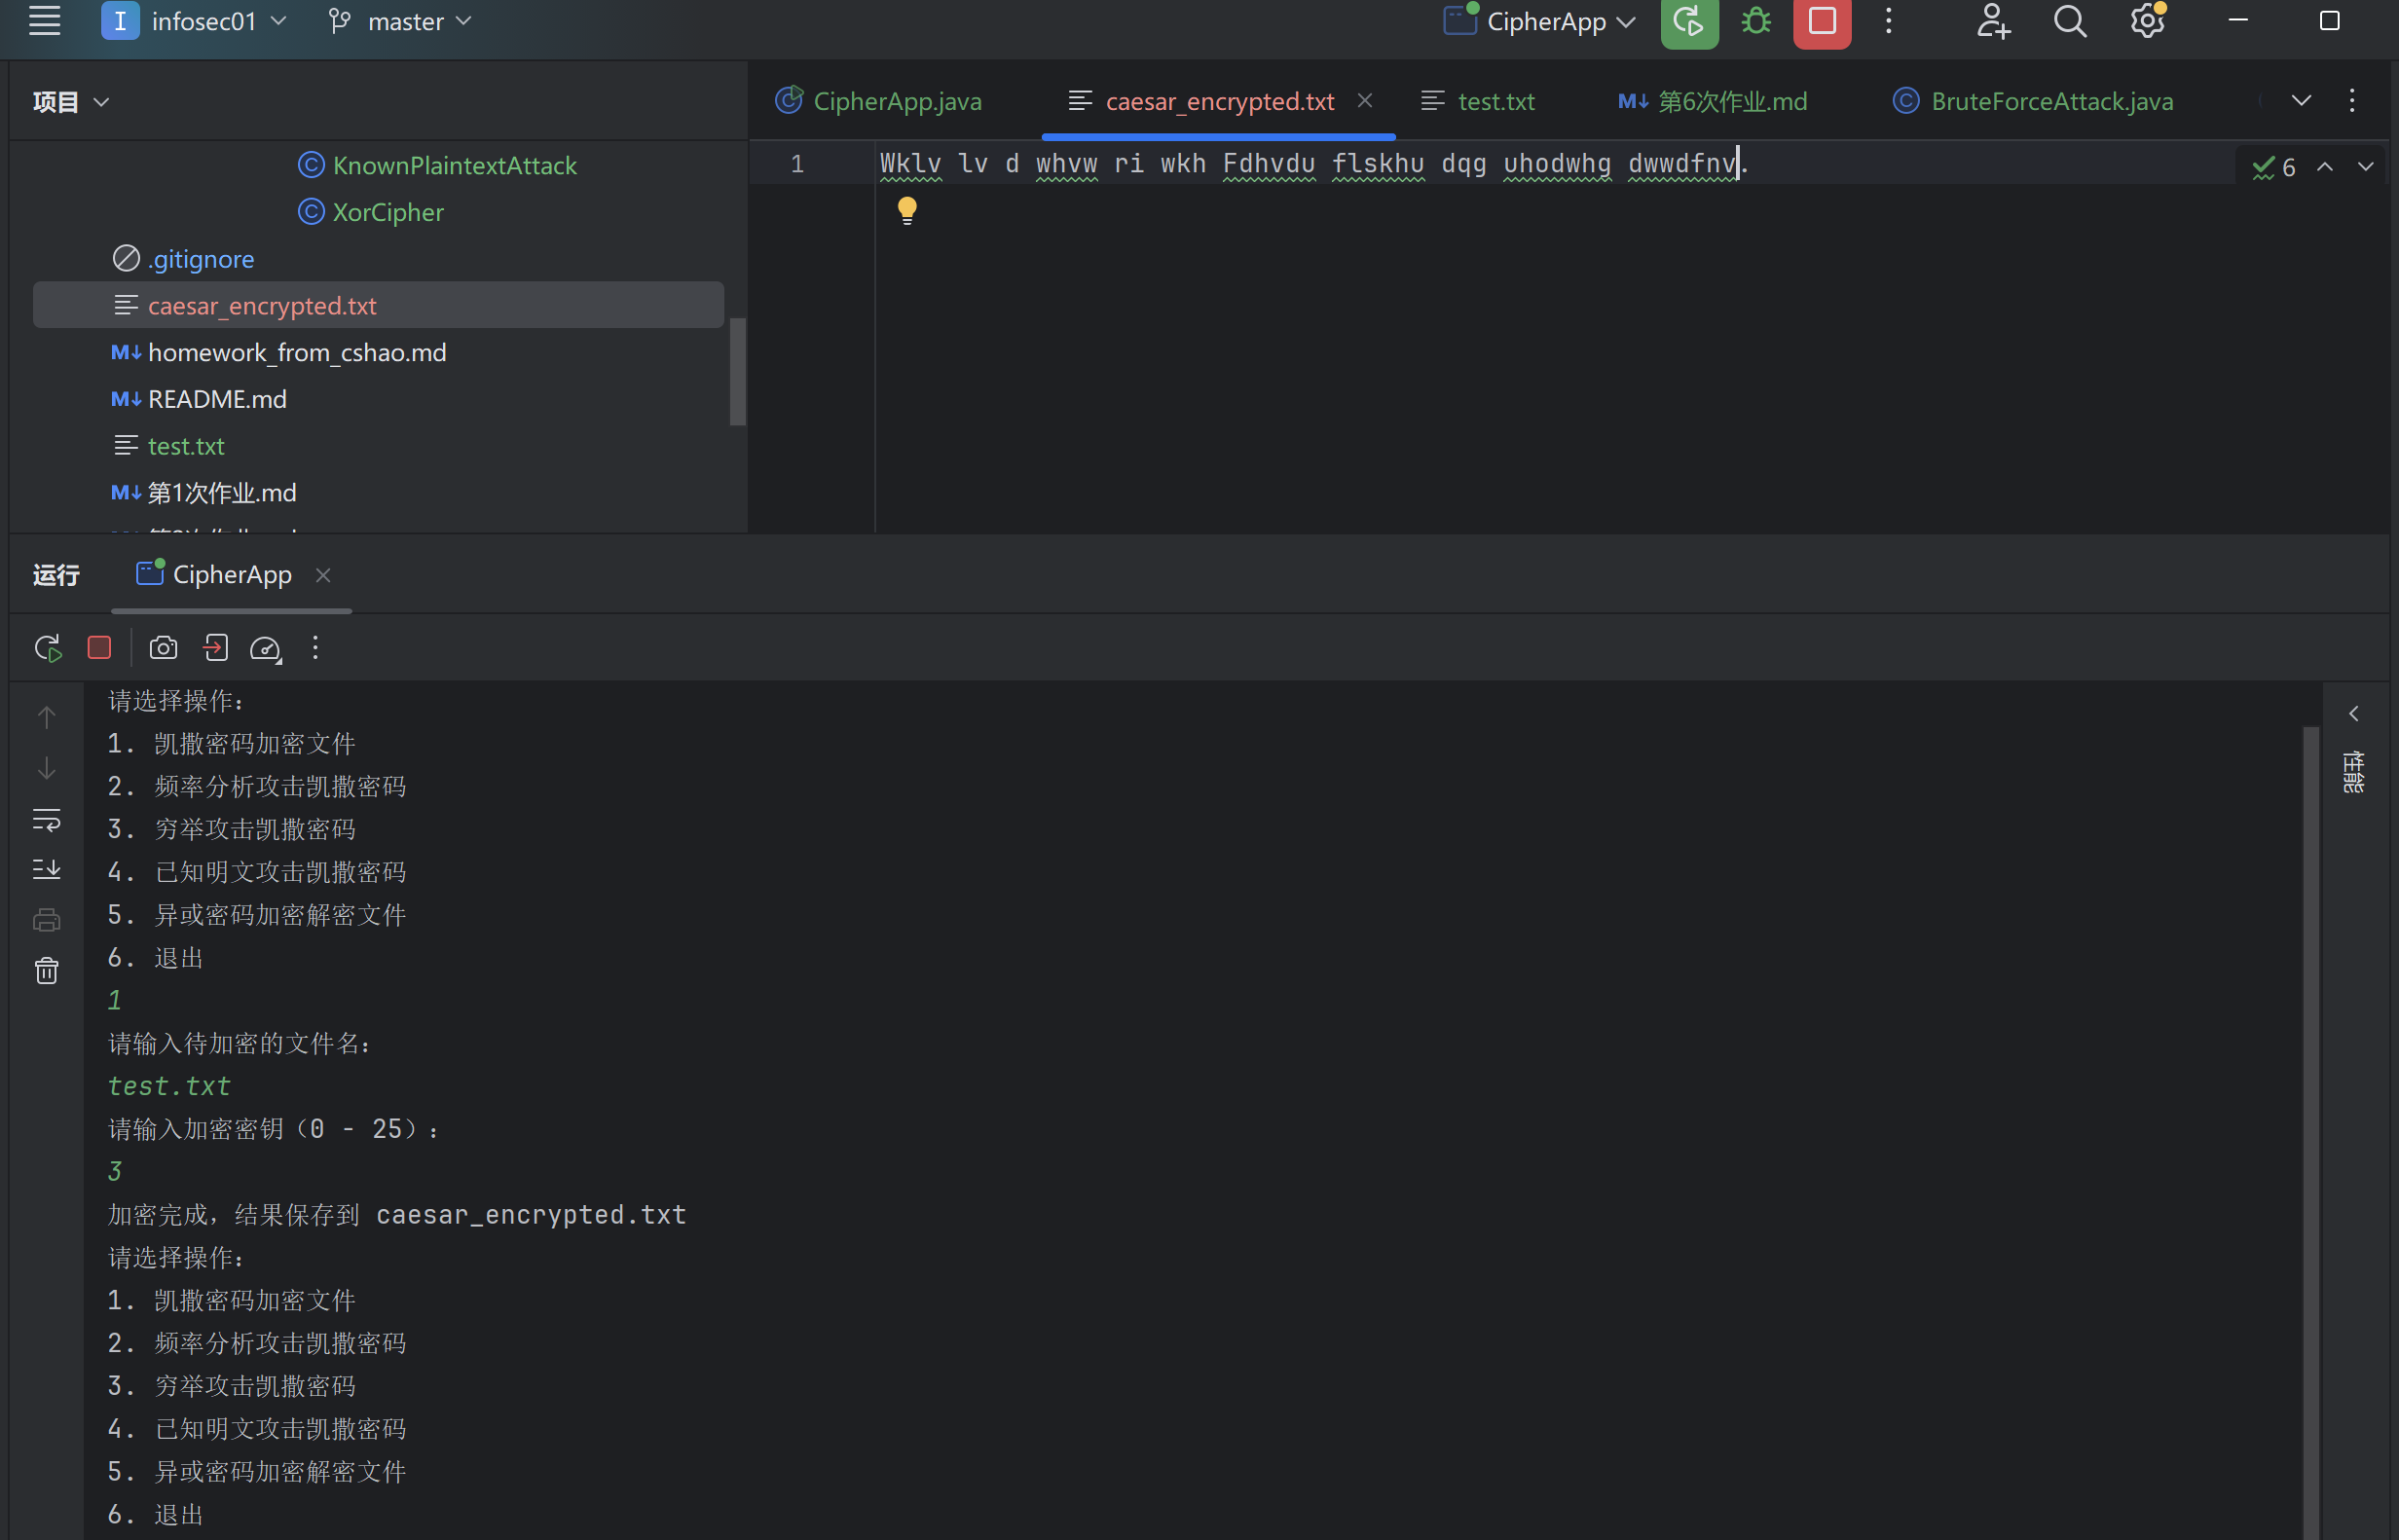 I infosec01 master CipherApp
项目
CipherApp.java caesar_encrypted.txt test.txt M↓ 第6次作业.md BruteForceAttack.java
KnownPlaintextAttack
XorCipher
.gitignore
caesar_encrypted.txt
M↓ homework_from_cshao.md
M↓ README.md
test.txt
M↓ 第1次作业.md
1 Wklv lv d whvw ri wkh Fdhvdu flskhu dqg uhodwhg dwwdfnv. 6
运行 CipherApp
请选择操作：
1. 凯撒密码加密文件
2. 频率分析攻击凯撒密码
3. 穷举攻击凯撒密码
4. 已知明文攻击凯撒密码
5. 异或密码加密解密文件
6. 退出
1
请输入待加密的文件名：
test.txt
请输入加密密钥（0 - 25）：
3
加密完成，结果保存到 caesar_encrypted.txt
请选择操作：
1. 凯撒密码加密文件
2. 频率分析攻击凯撒密码
3. 穷举攻击凯撒密码
4. 已知明文攻击凯撒密码
5. 异或密码加密解密文件
6. 退出
性能